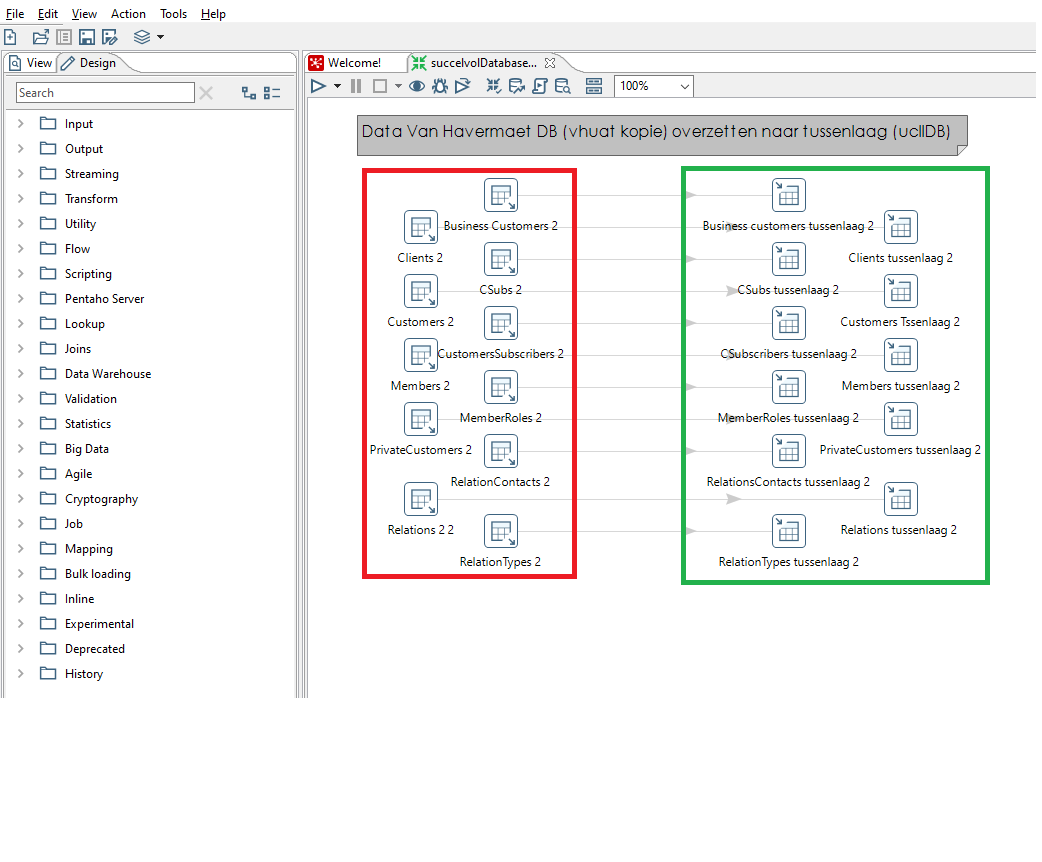 File Edit View Action Tools Help
View Design
Welcome! succelvolDatabase...
Search
100%
Input
Output
Streaming
Transform
Utility
Flow
Scripting
Pentaho Server
Lookup
Joins
Data Warehouse
Validation
Statistics
Big Data
Agile
Cryptography
Job
Mapping
Bulk loading
Inline
Experimental
Deprecated
History
Data Van Havermaet DB (vhuat kopie) overzetten naar tussenlaag (ucllDB)
Business Customers 2
Clients 2
CSubs 2
Customers 2
CustomersSubscribers 2
Members 2
MemberRoles 2
PrivateCustomers 2
RelationContacts 2
Relations 2 2
RelationTypes 2
Business customers tussenlaag 2
Clients tussenlaag 2
CSubs tussenlaag 2
Customers Tssenlaag 2
CSubscribers tussenlaag 2
Members tussenlaag 2
MemberRoles tussenlaag 2
PrivateCustomers tussenlaag 2
RelationsContacts tussenlaag 2
Relations tussenlaag 2
RelationTypes tussenlaag 2